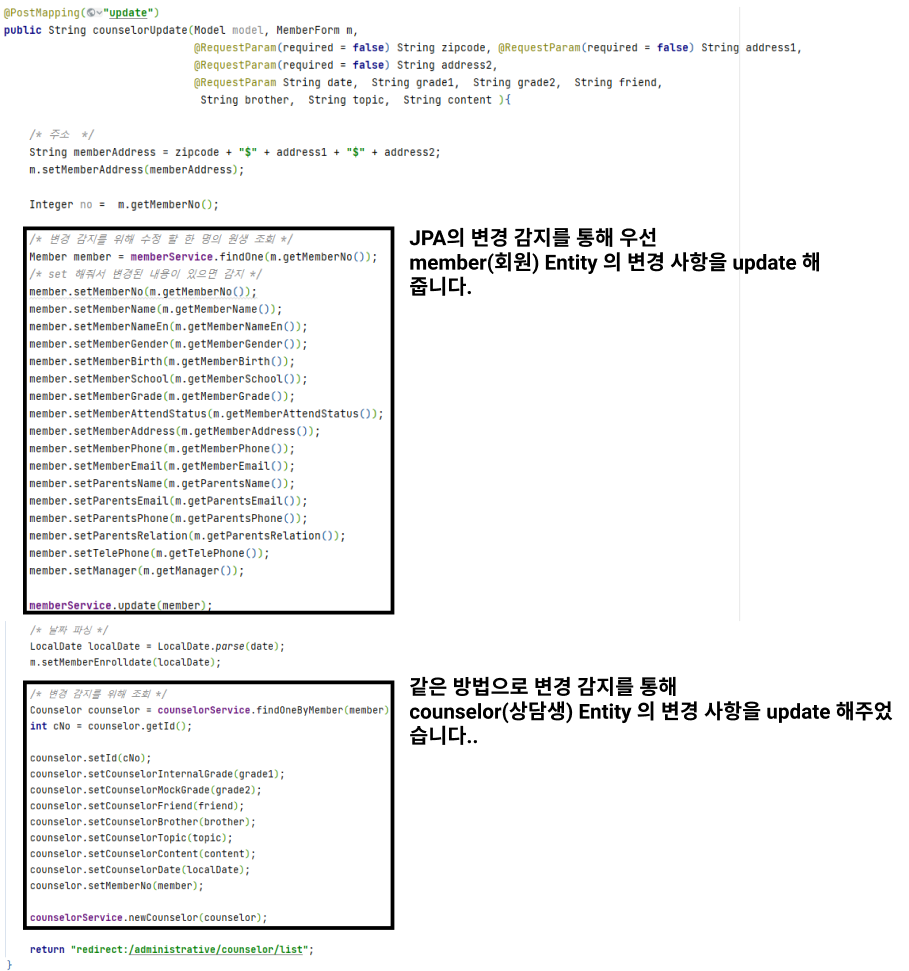 @PostMapping("update")
public String counselorUpdate(Model model, MemberForm m,
@RequestParam(required = false) String zipcode, @RequestParam(required = false) String address1,
@RequestParam(required = false) String address2,
@RequestParam String date, String grade1, String grade2, String friend,
String brother, String topic, String content ){
/* 주소 */
String memberAddress = zipcode + "$" + address1 + "$" + address2;
m.setMemberAddress(memberAddress);
Integer no = m.getMemberNo();
/* 변경 감지를 위해 수정 할 한 명의 원생 조회 */
Member member = memberService.findOne(m.getMemberNo());
/* set 해줘서 변경된 내용이 있으면 감지 */
member.setMemberNo(m.getMemberNo());
member.setMemberName(m.getMemberName());
member.setMemberNameEn(m.getMemberNameEn());
member.setMemberGender(m.getMemberGender());
member.setMemberBirth(m.getMemberBirth());
member.setMemberSchool(m.getMemberSchool());
member.setMemberGrade(m.getMemberGrade());
member.setMemberAttendStatus(m.getMemberAttendStatus());
member.setMemberAddress(m.getMemberAddress());
member.setMemberPhone(m.getMemberPhone());
member.setMemberEmail(m.getMemberEmail());
member.setParentsName(m.getParentsName());
member.setParentsEmail(m.getParentsEmail());
member.setParentsPhone(m.getParentsPhone());
member.setParentsRelation(m.getParentsRelation());
member.setTelePhone(m.getTelePhone());
member.setManager(m.getManager());
memberService.update(member);
JPA의 변경 감지를 통해 우선
member(회원) Entity 의 변경 사항을 update 해
줍니다.
/* 날짜 파싱 */
LocalDate localDate = LocalDate.parse(date);
m.setMemberEnrolldate(localDate);
/* 변경 감지를 위해 조회 */
Counselor counselor = counselorService.findOneByMember(member)
int cNo = counselor.getId();
counselor.setId(cNo);
counselor.setCounselorInternalGrade(grade1);
counselor.setCounselorMockGrade(grade2);
counselor.setCounselorFriend(friend);
counselor.setCounselorBrother(brother);
counselor.setCounselorTopic(topic);
counselor.setCounselorContent(content);
counselor.setCounselorDate(localDate);
counselor.setMemberNo(member);
counselorService.newCounselor(counselor);
같은 방법으로 변경 감지를 통해
counselor(상담생) Entity 의 변경 사항을 update 해주었
습니다..
return "redirect:/administrative/counselor/list";
}